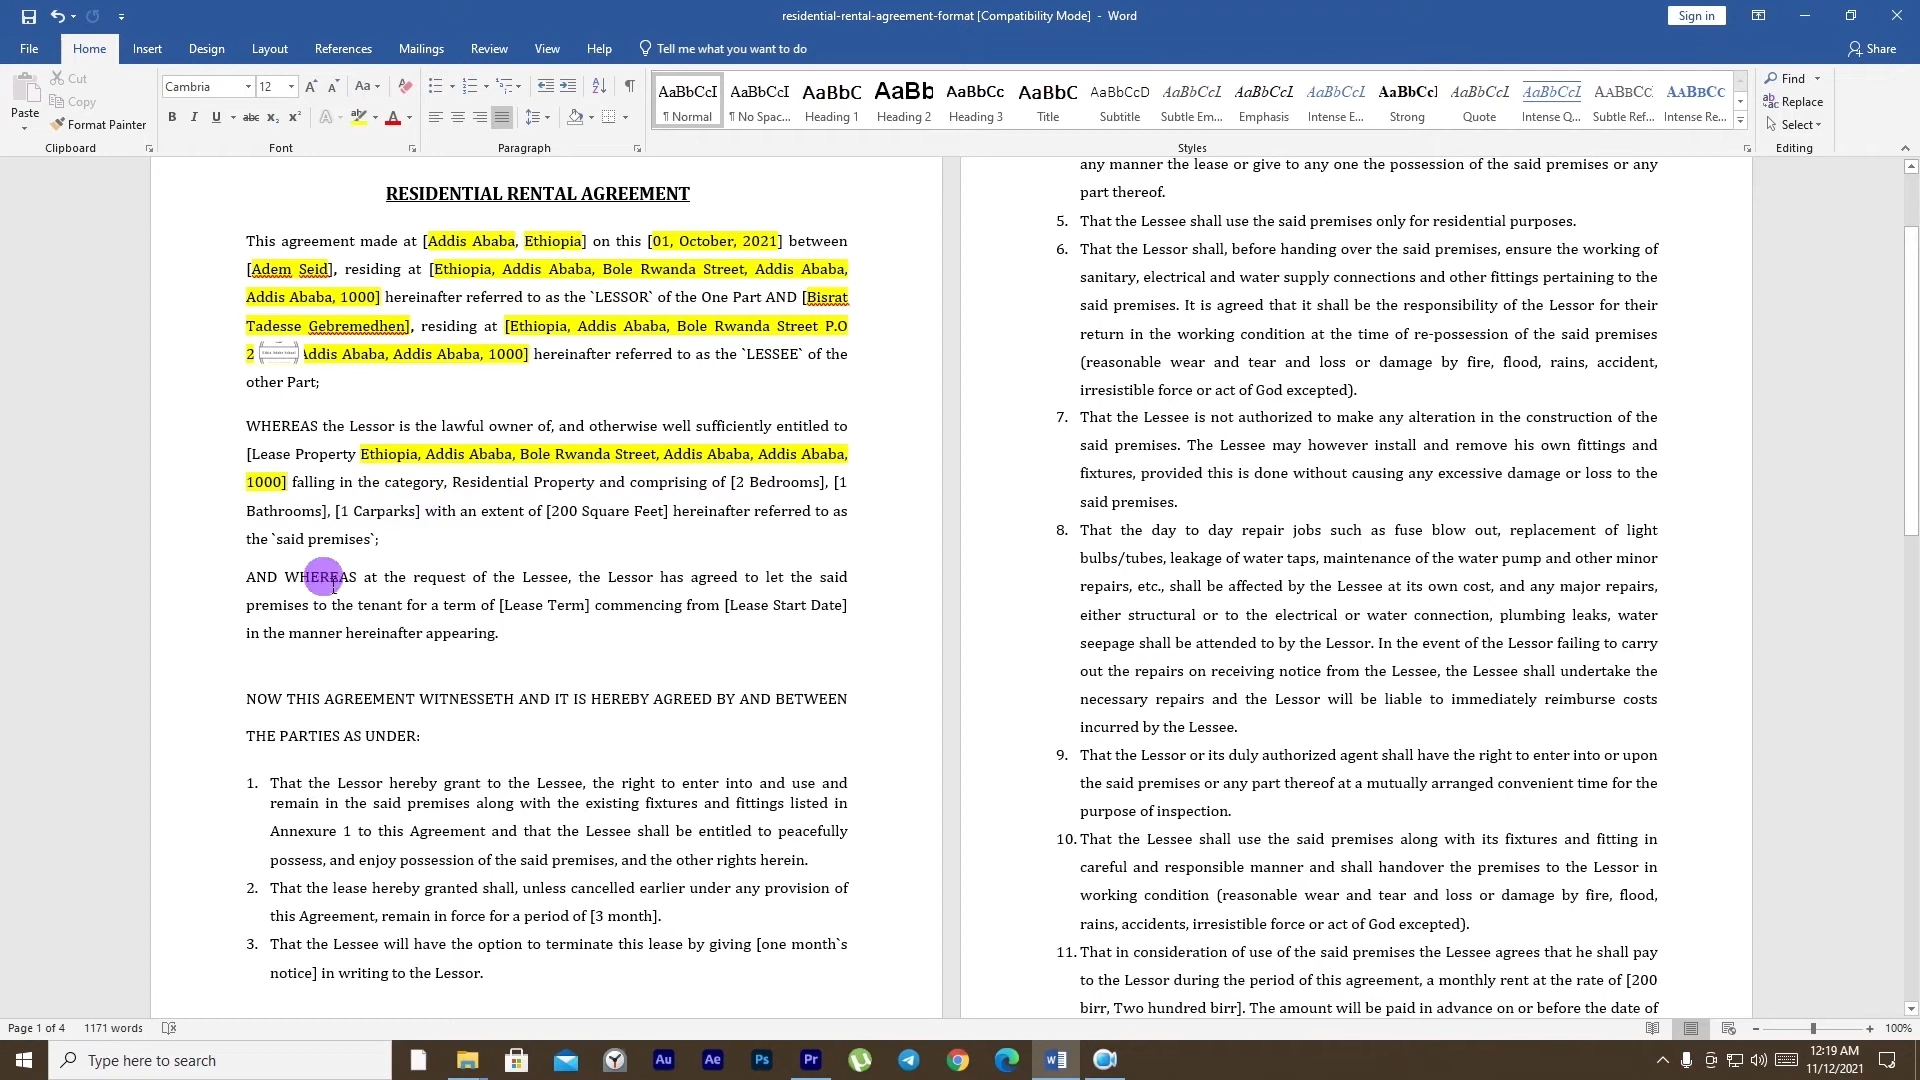 residential-rental-agreement-format [Compatibility Mode] - Word
Sign in
File Home Insert Design Layout References Mailings Review View Help Tell me what you want to do Share
Paste
Cut
Copy
Format Painter
Clipboard
Cambria 12
Font
Paragraph
AaBbCcI AaBbCcI AaBbC AaBb AaBbCc AaBbC AaBbCcD AaBbCcI AaBbCcI AaBbCcI AaBbCcI AaBbCcI AaBbCcI AaBbCc AaBbCc
¶ Normal ¶ No Spac... Heading 1 Heading 2 Heading 3 Title Subtitle Subtle Em... Emphasis Intense E... Strong Quote Intense Q... Subtle Ref... Intense Re...
Styles
Find
Replace
Select
Editing
RESIDENTIAL RENTAL AGREEMENT
This agreement made at [Addis Ababa, Ethiopia] on this [01, October, 2021] between
[Adem Seid], residing at [Ethiopia, Addis Ababa, Bole Rwanda Street, Addis Ababa,
Addis Ababa, 1000] hereinafter referred to as the `LESSOR` of the One Part AND [Bisrat
Tadesse Gebremedhen], residing at [Ethiopia, Addis Ababa, Bole Rwanda Street P.O
2 Addis Ababa, Addis Ababa, 1000] hereinafter referred to as the `LESSEE` of the
other Part;
WHEREAS the Lessor is the lawful owner of, and otherwise well sufficiently entitled to
[Lease Property Ethiopia, Addis Ababa, Bole Rwanda Street, Addis Ababa, Addis Ababa,
1000] falling in the category, Residential Property and comprising of [2 Bedrooms], [1
Bathrooms], [1 Carparks] with an extent of [200 Square Feet] hereinafter referred to as
the `said premises`;
AND WHEREAS at the request of the Lessee, the Lessor has agreed to let the said
premises to the tenant for a term of [Lease Term] commencing from [Lease Start Date]
in the manner hereinafter appearing.
NOW THIS AGREEMENT WITNESSETH AND IT IS HEREBY AGREED BY AND BETWEEN
THE PARTIES AS UNDER:
1. That the Lessor hereby grant to the Lessee, the right to enter into and use and
remain in the said premises along with the existing fixtures and fittings listed in
Annexure 1 to this Agreement and that the Lessee shall be entitled to peacefully
possess, and enjoy possession of the said premises, and the other rights herein.
2. That the lease hereby granted shall, unless cancelled earlier under any provision of
this Agreement, remain in force for a period of [3 month].
3. That the Lessee will have the option to terminate this lease by giving [one month`s
notice] in writing to the Lessor.
any manner the lease or give to any one the possession of the said premises or any
part thereof.
5. That the Lessee shall use the said premises only for residential purposes.
6. That the Lessor shall, before handing over the said premises, ensure the working of
sanitary, electrical and water supply connections and other fittings pertaining to the
said premises. It is agreed that it shall be the responsibility of the Lessor for their
return in the working condition at the time of re-possession of the said premises
(reasonable wear and tear and loss or damage by fire, flood, rains, accident,
irresistible force or act of God excepted).
7. That the Lessee is not authorized to make any alteration in the construction of the
said premises. The Lessee may however install and remove his own fittings and
fixtures, provided this is done without causing any excessive damage or loss to the
said premises.
8. That the day to day repair jobs such as fuse blow out, replacement of light
bulbs/tubes, leakage of water taps, maintenance of the water pump and other minor
repairs, etc., shall be affected by the Lessee at its own cost, and any major repairs,
either structural or to the electrical or water connection, plumbing leaks, water
seepage shall be attended to by the Lessor. In the event of the Lessor failing to carry
out the repairs on receiving notice from the Lessee, the Lessee shall undertake the
necessary repairs and the Lessor will be liable to immediately reimburse costs
incurred by the Lessee.
9. That the Lessor or its duly authorized agent shall have the right to enter into or upon
the said premises or any part thereof at a mutually arranged convenient time for the
purpose of inspection.
10. That the Lessee shall use the said premises along with its fixtures and fitting in
careful and responsible manner and shall handover the premises to the Lessor in
working condition (reasonable wear and tear and loss or damage by fire, flood,
rains, accidents, irresistible force or act of God excepted).
11. That in consideration of use of the said premises the Lessee agrees that he shall pay
to the Lessor during the period of this agreement, a monthly rent at the rate of [200
birr, Two hundred birr]. The amount will be paid in advance on or before the date of
Page 1 of 4 1171 words 100%
Type here to search
Au Ae Ps Pr
12:19 AM
11/12/2021